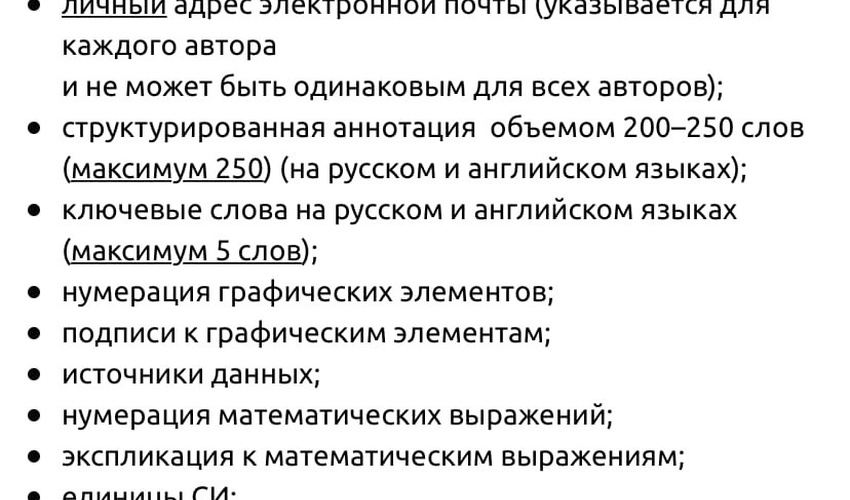 • личный адрес электронной почты (указывается для
каждого автора
и не может быть одинаковым для всех авторов);
• структурированная аннотация объемом 200–250 слов
(максимум 250) (на русском и английском языках);
• ключевые слова на русском и английском языках
(максимум 5 слов);
• нумерация графических элементов;
• подписи к графическим элементам;
• источники данных;
• нумерация математических выражений;
• экспликация к математическим выражениям;
• единицы СИ;